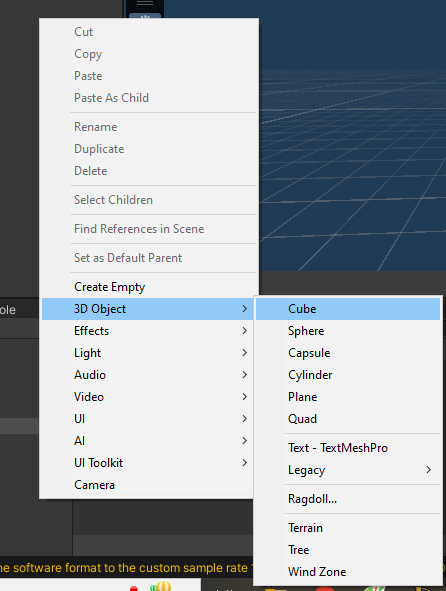 Cut
Copy
Paste
Paste As Child
Rename
Duplicate
Delete
Select Children
Find References in Scene
Set as Default Parent
Create Empty
3D Object
Effects
Light
Audio
Video
UI
AI
UI Toolkit
Camera
Cube
Sphere
Capsule
Cylinder
Plane
Quad
Text - TextMeshPro
Legacy
Ragdoll...
Terrain
Tree
Wind Zone
ole
ne software format to the custom sample rate